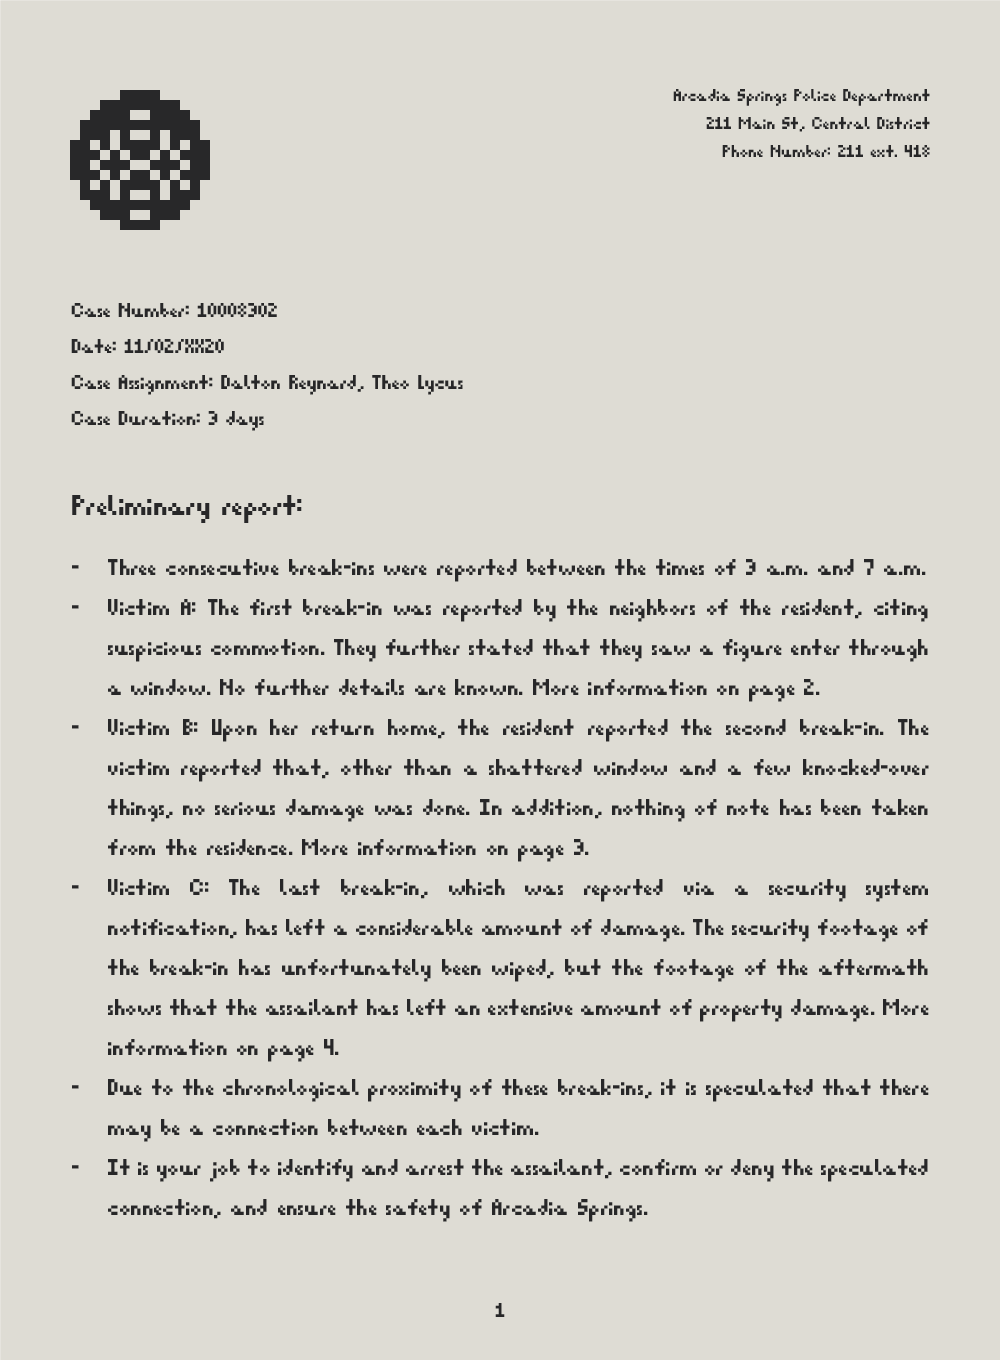 Arcadia Springs Police Department
211 Main St, Central District
Phone Number: 211 ext. 418
Case Number: 10008302
Date: 11/02/XX20
Case Assignment: Dalton Reynard, Theo Lycus
Case Duration: 3 days
Preliminary report:
- Three consecutive break-ins were reported between the times of 3 a.m. and 7 a.m.
- Victim A: The first break-in was reported by the neighbors of the resident, citing
suspicious commotion. They further stated that they saw a figure enter through
a window. No further details are known. More information on page 2.
- Victim B: Upon her return home, the resident reported the second break-in. The
victim reported that, other than a shattered window and a few knocked-over
things, no serious damage was done. In addition, nothing of note has been taken
from the residence. More information on page 3.
- Victim C: The last break-in, which was reported via a security system
notification, has left a considerable amount of damage. The security footage of
the break-in has unfortunately been wiped, but the footage of the aftermath
shows that the assailant has left an extensive amount of property damage. More
information on page 4.
- Due to the chronological proximity of these break-ins, it is speculated that there
may be a connection between each victim.
- It is your job to identify and arrest the assailant, confirm or deny the speculated
connection, and ensure the safety of Arcadia Springs.
1